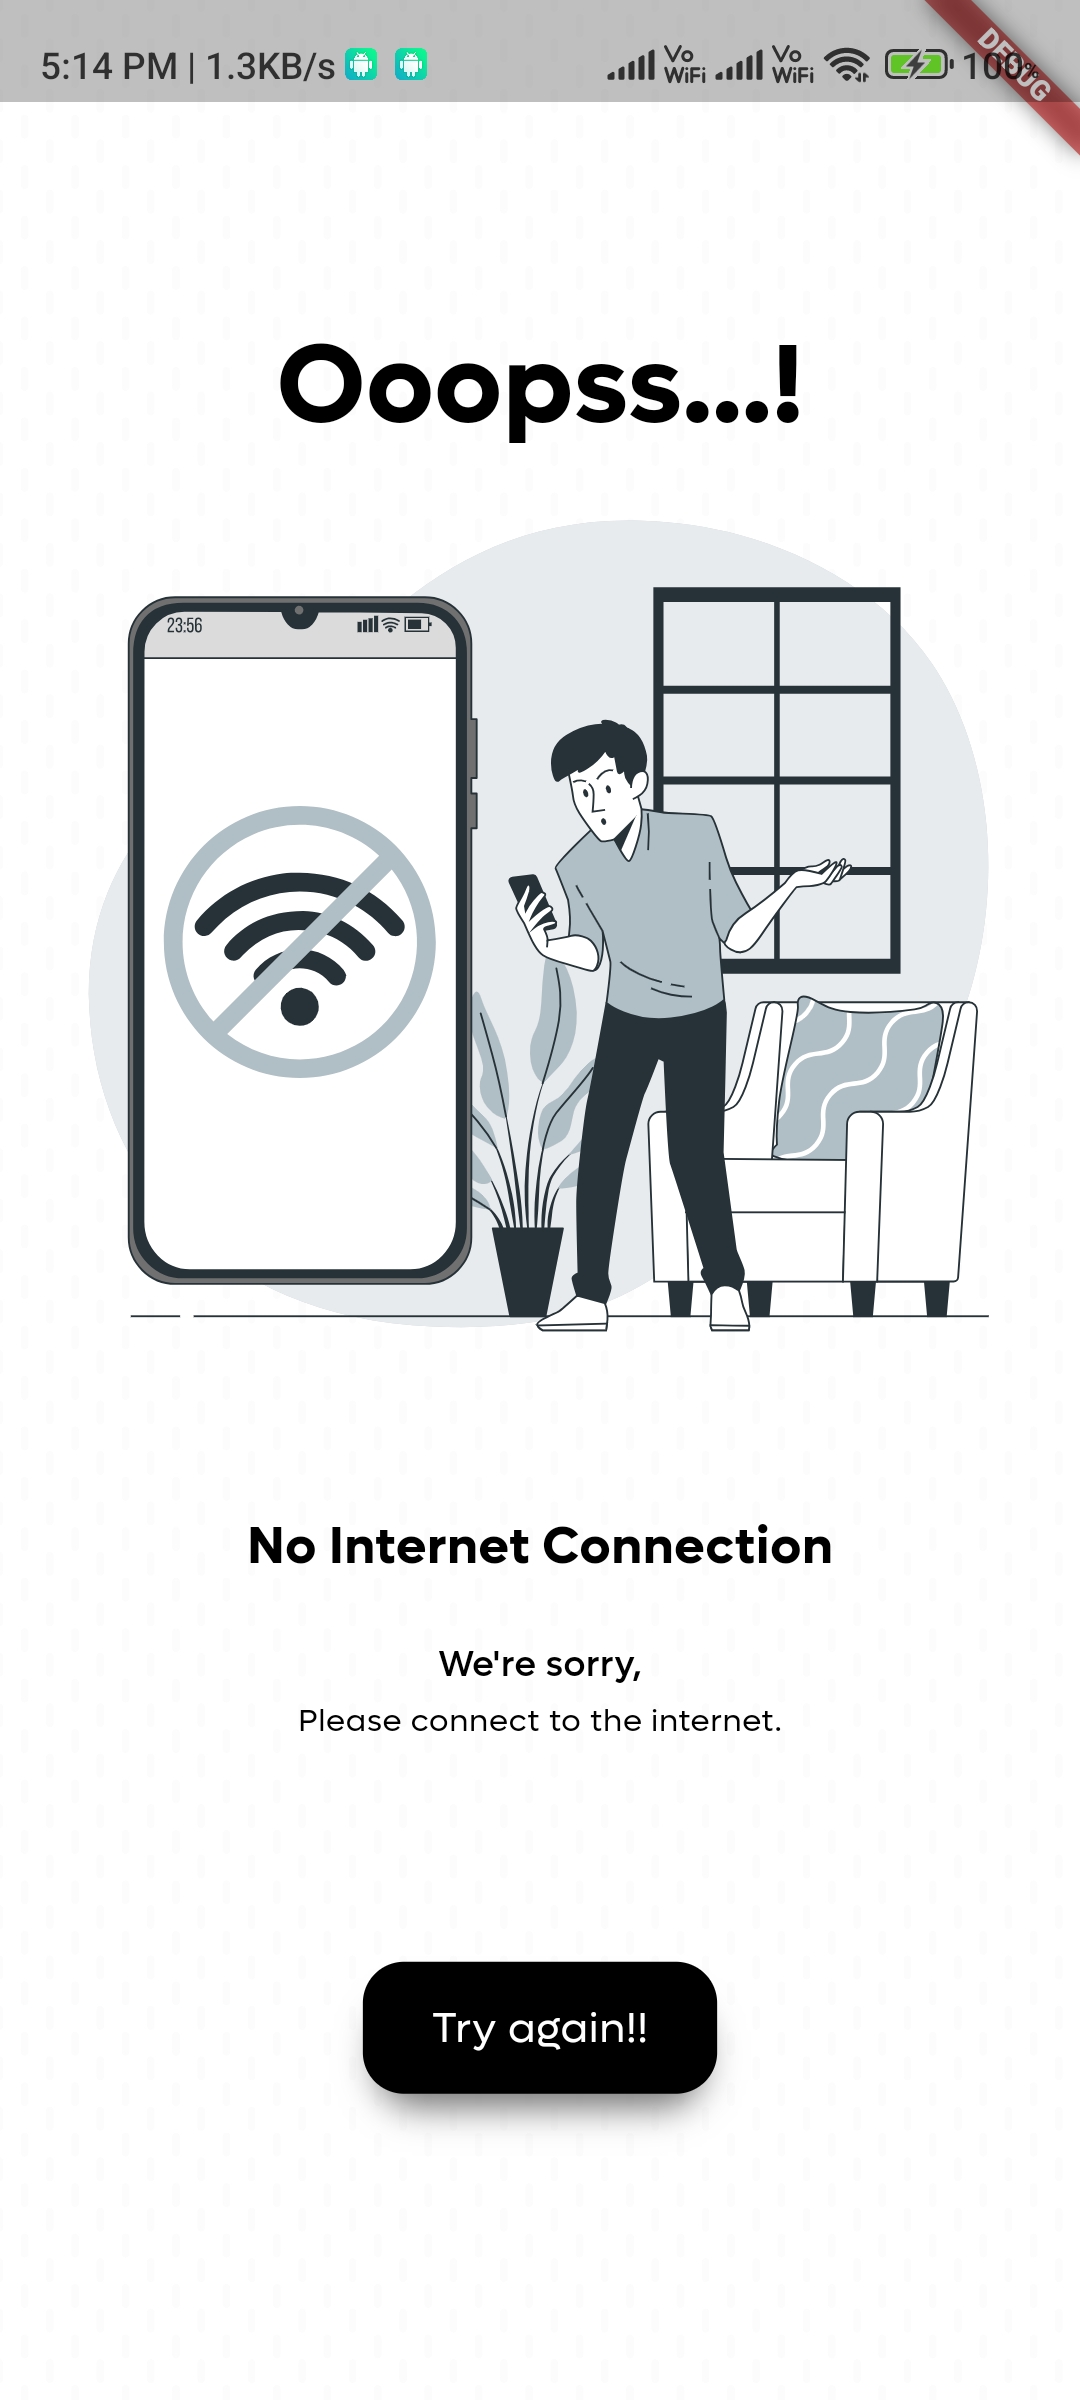 5:14 PM | 1.3KB/s Vo WiFi Vo WiFi 100%
DEBUG
Ooopss...!
23:56
No Internet Connection
We're sorry,
Please connect to the internet.
Try again!!